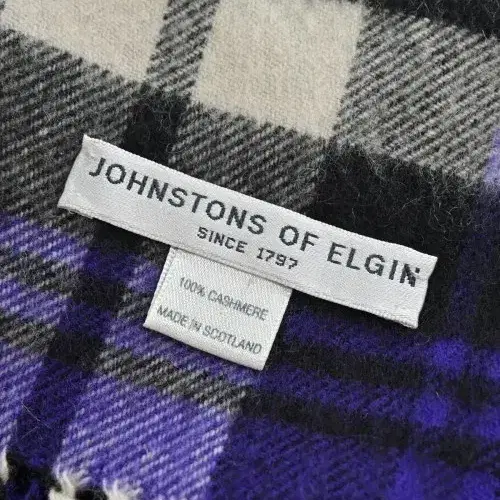 JOHNSTONS OF ELGIN
SINCE 1797
100% CASHMERE
MADE IN SCOTLAND